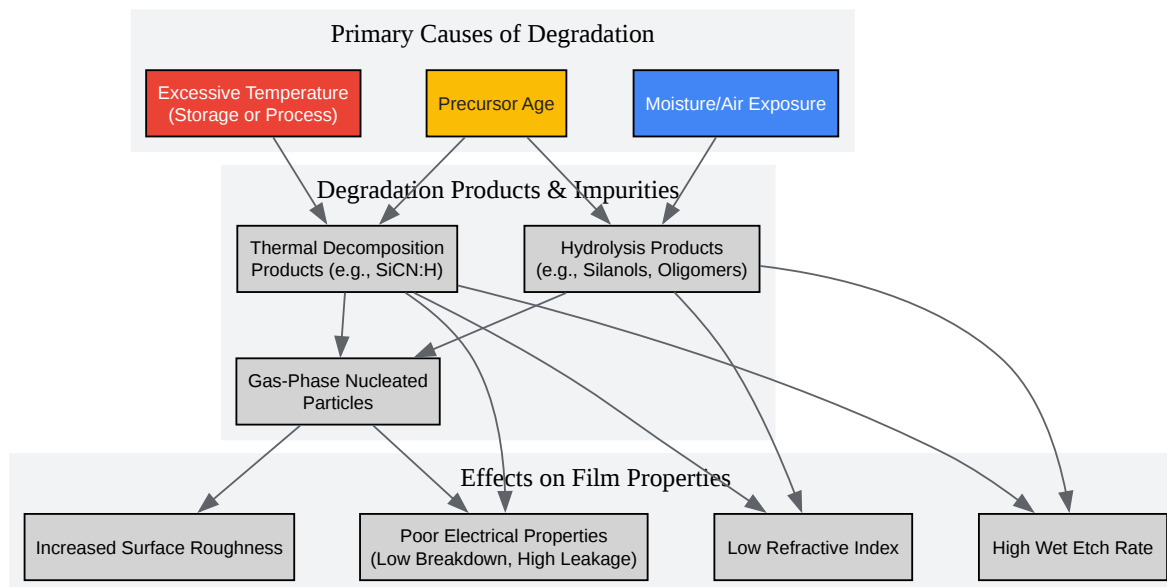 Primary Causes of Degradation
Excessive Temperature
(Storage or Process)
Precursor Age
Moisture/Air Exposure
Degradation Products & Impurities
Thermal Decomposition
Products (e.g., SiCN:H)
Hydrolysis Products
(e.g., Silanols, Oligomers)
Gas-Phase Nucleated
Particles
Effects on Film Properties
Increased Surface Roughness
Poor Electrical Properties
(Low Breakdown, High Leakage)
Low Refractive Index
High Wet Etch Rate